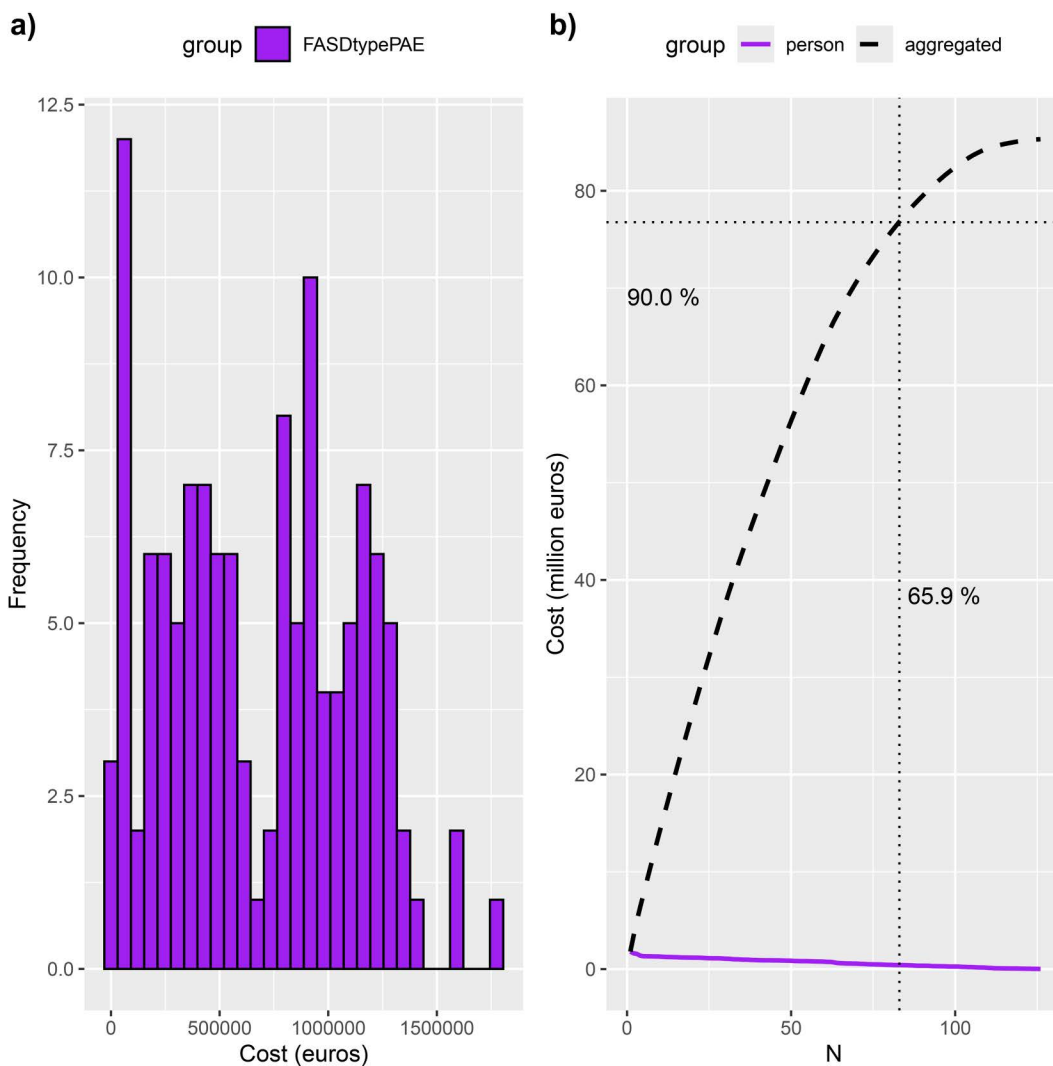 a)
group FASDtypePAE
12.5
10.0
7.5
5.0
2.5
0.0
Frequency
0 500000 1000000 1500000
Cost (euros)
b)
group person aggregated
80
60
40
20
0
Cost (million euros)
90.0 %
65.9 %
0 50 100
N